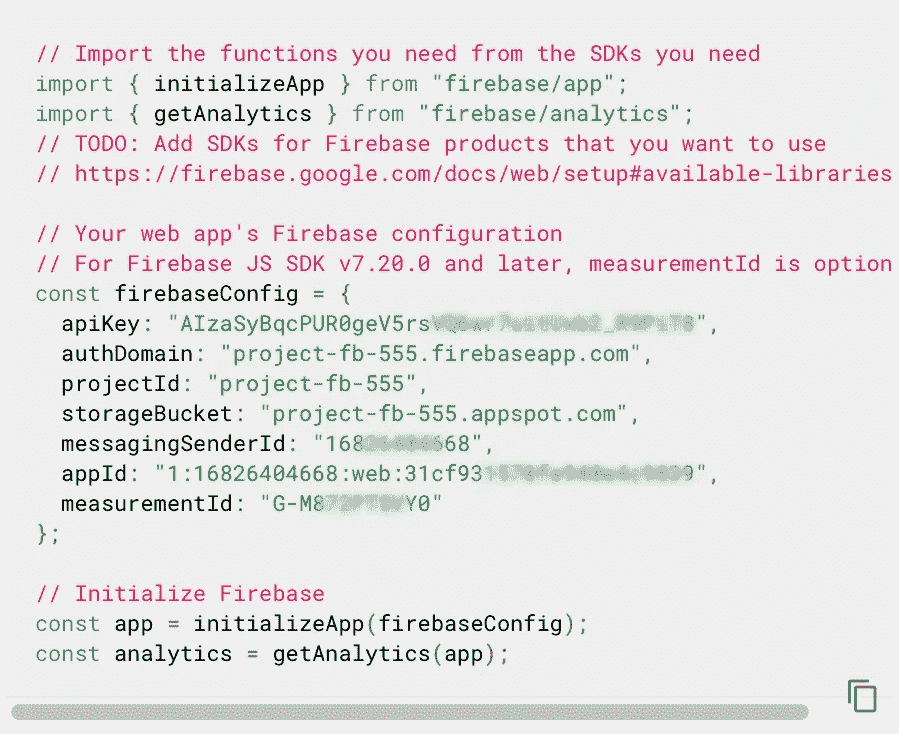 // Import the functions you need from the SDKs you need
import { initializeApp } from "firebase/app";
import { getAnalytics } from "firebase/analytics";
// TODO: Add SDKs for Firebase products that you want to use
// https://firebase.google.com/docs/web/setup#available-libraries
// Your web app's Firebase configuration
// For Firebase JS SDK v7.20.0 and later, measurementId is option
const firebaseConfig = {
apiKey: "AIzaSyBqcPUR0geV5rs",
authDomain: "project-fb-555.firebaseapp.com",
projectId: "project-fb-555",
storageBucket: "project-fb-555.appspot.com",
messagingSenderId: "168 68",
appId: "1:16826404668:web:31cf93 ",
measurementId: "G-M8 Y0"
};
// Initialize Firebase
const app = initializeApp(firebaseConfig);
const analytics = getAnalytics(app);